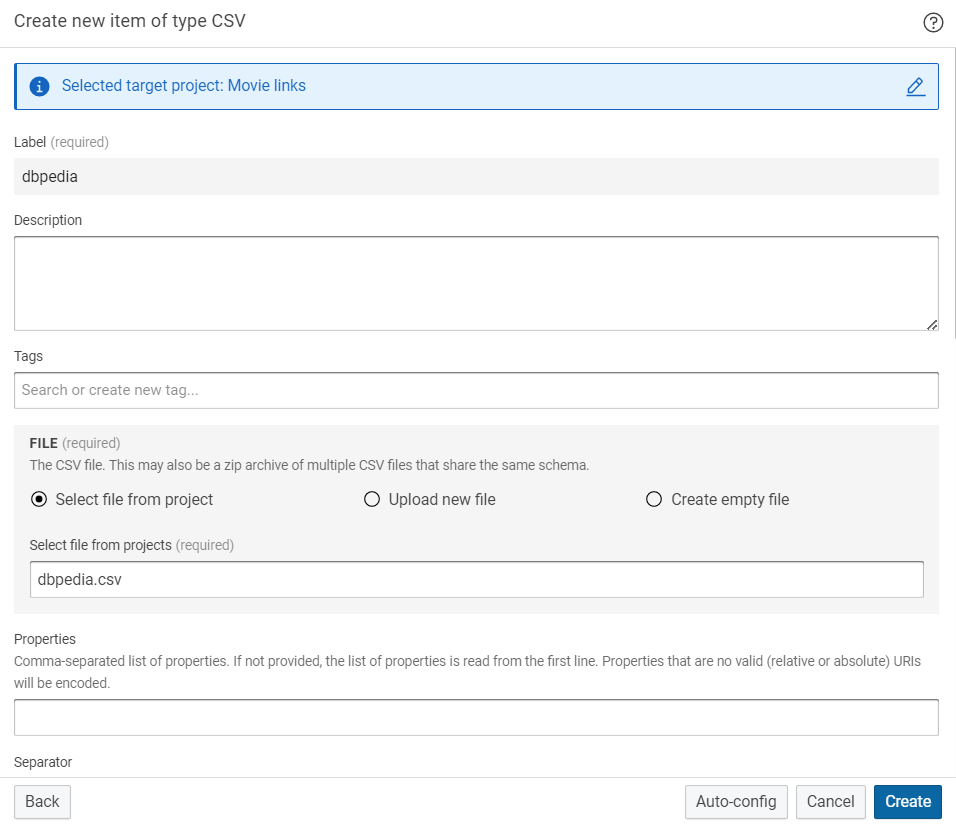 Create new item of type CSV
Selected target project: Movie links
Label (required)
dbpedia
Description
Tags
Search or create new tag...
FILE (required)
The CSV file. This may also be a zip archive of multiple CSV files that share the same schema.
Select file from project Upload new file Create empty file
Select file from projects (required)
dbpedia.csv
Properties
Comma-separated list of properties. If not provided, the list of properties is read from the first line. Properties that are no valid (relative or absolute) URIs
will be encoded.
Separator
Back Auto-config Cancel Create